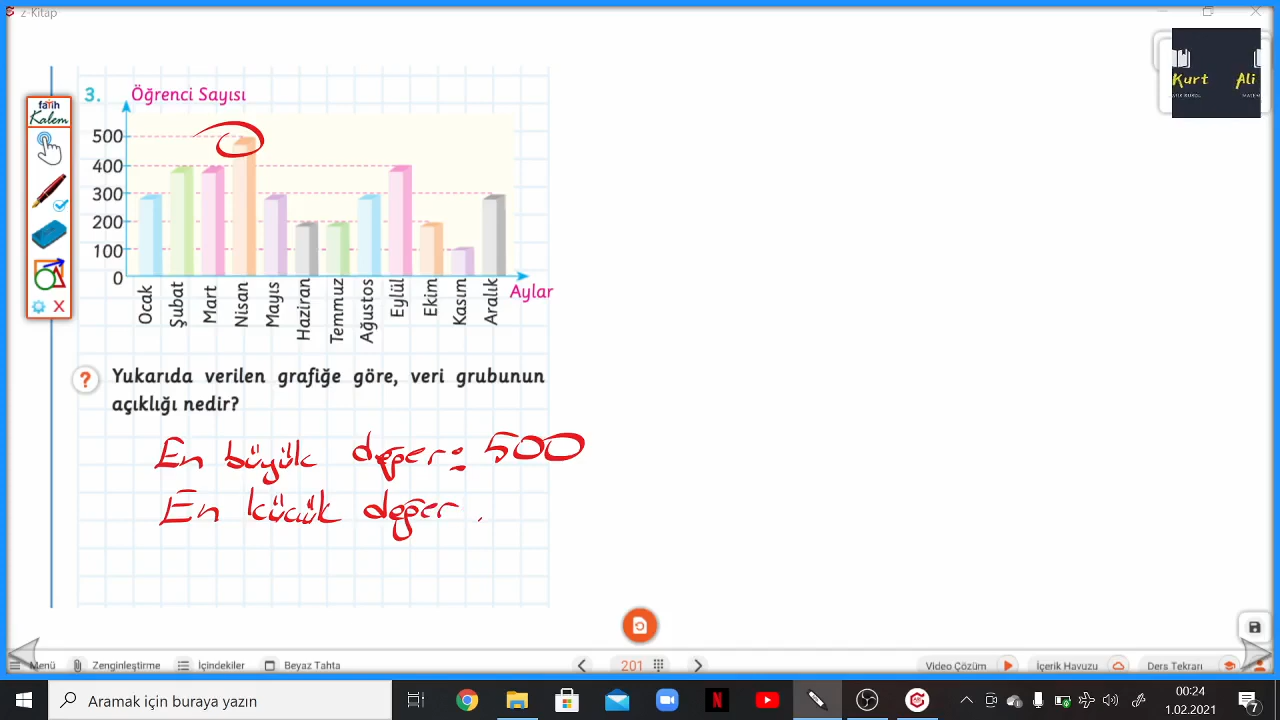 z-Kitap
Kurt Ali
fatih
Kalem
3. Öğrenci Sayısı
500
400
300
200
100
0
Ocak
Şubat
Mart
Nisan
Mayıs
Haziran
Temmuz
Ağustos
Eylül
Ekim
Kasım
Aralık
Aylar
? Yukarıda verilen grafiğe göre, veri grubunun
açıklığı nedir?
En büyük değer = 500
En küçük değer
Menü Zenginleştirme İçindekiler Beyaz Tahta 201 Video Çözüm İçerik Havuzu Ders Tekrarı
Aramak için buraya yazın
00:24
1.02.2021
7